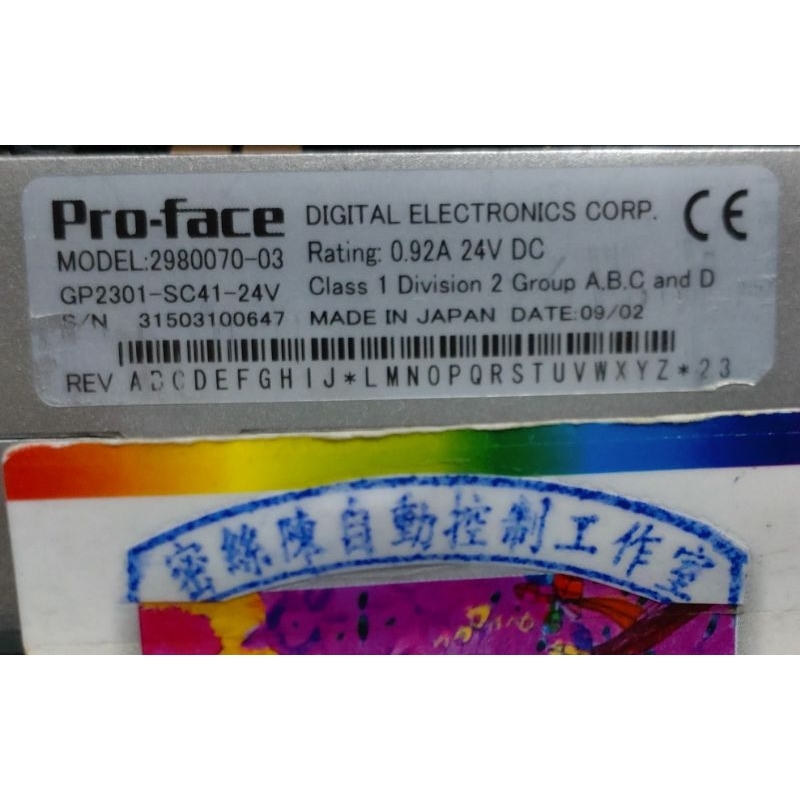 Pro-face DIGITAL ELECTRONICS CORP. CE
MODEL:2980070-03 Rating: 0.92A 24V DC
GP2301-SC41-24V Class 1 Division 2 Group A,B,C and D
S/N 31503100647 MADE IN JAPAN DATE:09/02
REV ABCDEFGHIJ*LMNOPQRSTUVWXYZ*23
密絲陳自動控制工作室